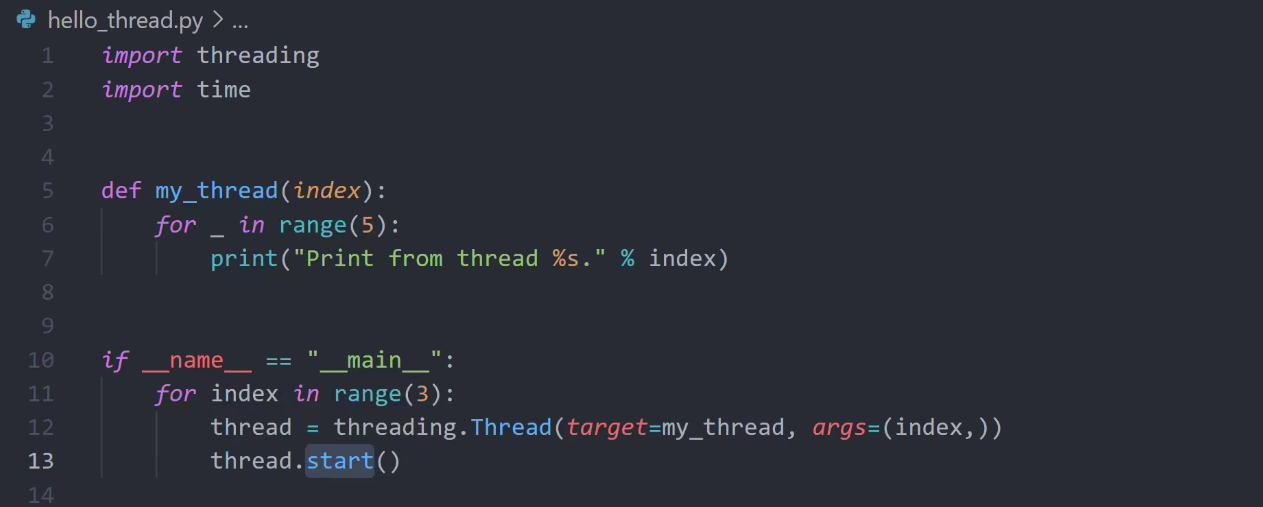 hello_thread.py > ...
1 import threading
2 import time
3
4
5 def my_thread(index):
6     for _ in range(5):
7         print("Print from thread %s." % index)
8
9
10 if __name__ == "__main__":
11     for index in range(3):
12         thread = threading.Thread(target=my_thread, args=(index,))
13         thread.start()
14